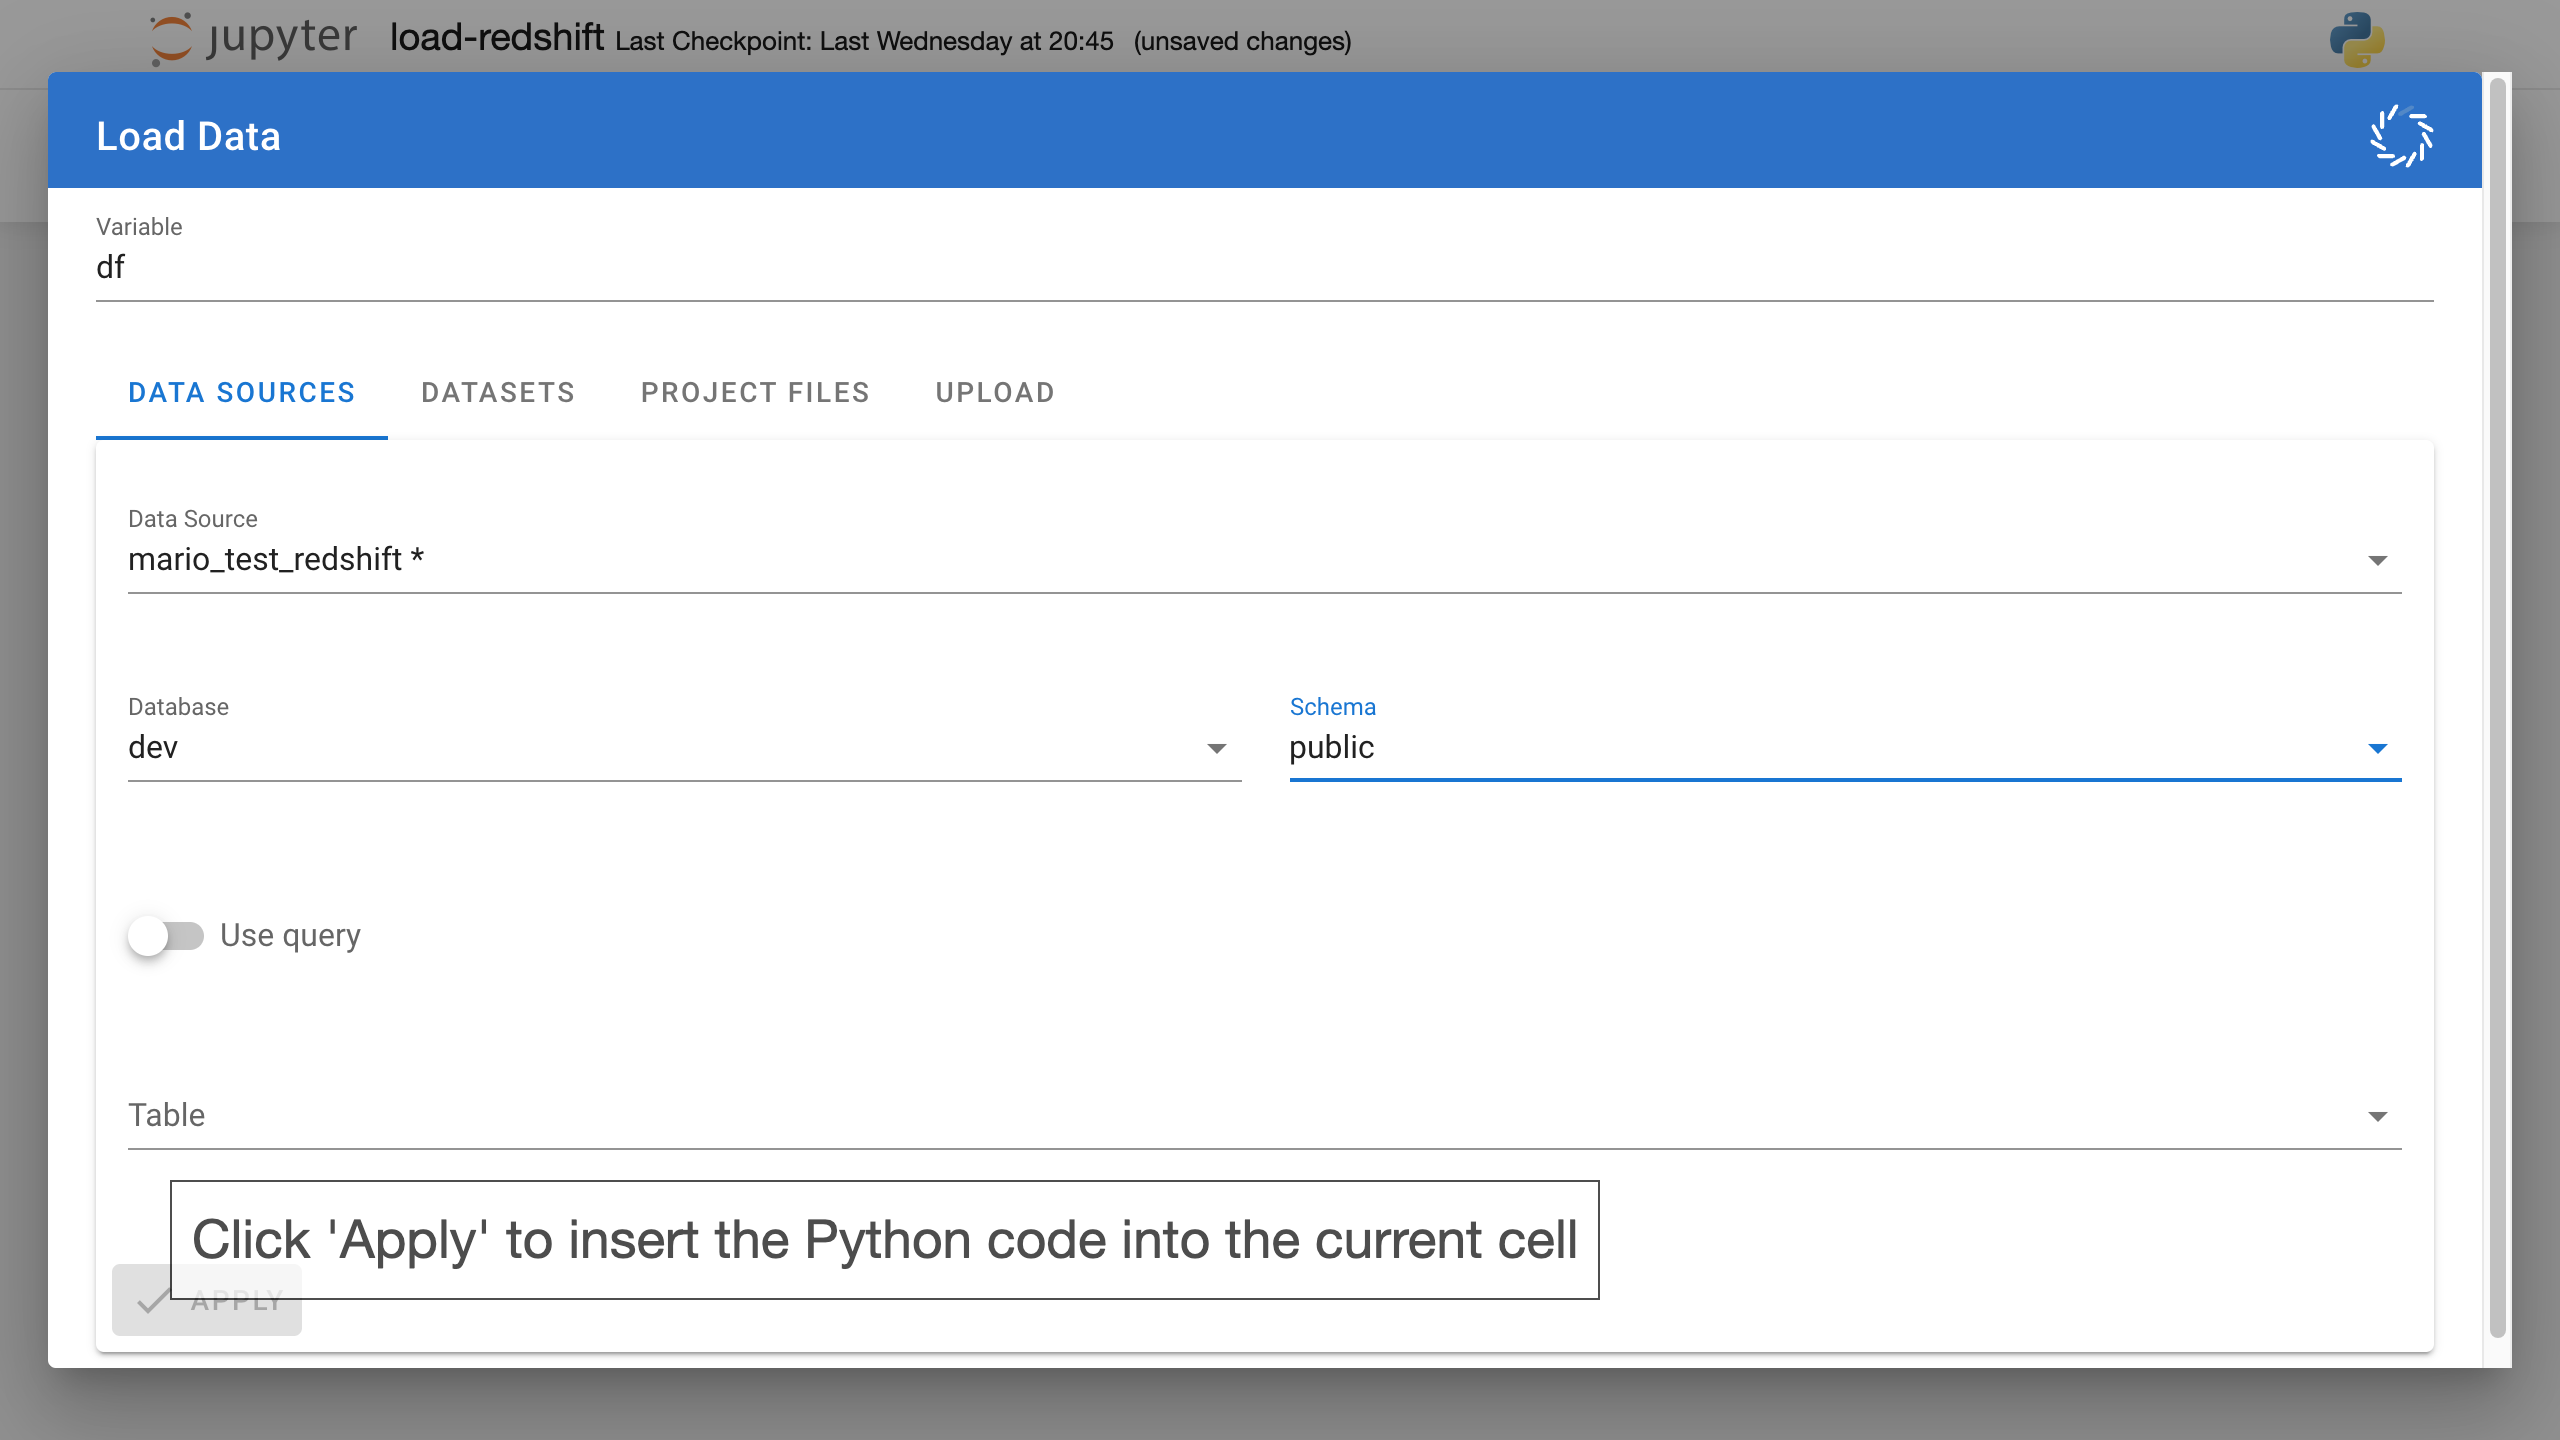 jupyter load-redshift Last Checkpoint: Last Wednesday at 20:45 (unsaved changes)
Load Data
Variable
df
DATA SOURCES DATASETS PROJECT FILES UPLOAD
Data Source
mario_test_redshift *
Database Schema
dev public
Use query
Table
Click 'Apply' to insert the Python code into the current cell
APPLY